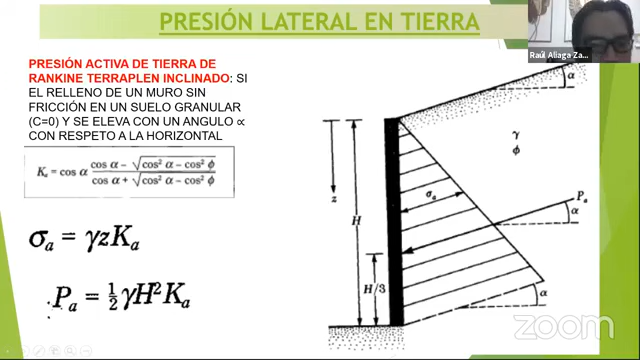 PRESIÓN LATERAL EN TIERRA
Raúl Aliaga Za...
PRESIÓN ACTIVA DE TIERRA DE
RANKINE TERRAPLEN INCLINADO: SI
EL RELLENO DE UN MURO SIN
FRICCIÓN EN UN SUELO GRANULAR
(C=0) Y SE ELEVA CON UN ANGULO ∝
CON RESPETO A LA HORIZONTAL
Kₐ = cos α (cos α − √(cos² α − cos² ϕ)) / (cos α + √(cos² α − cos² ϕ))
σₐ = γzKₐ
Pₐ = ½ γH²Kₐ
α
γ
ϕ
z
H
σₐ
Pₐ
α
H/3
α
zoom